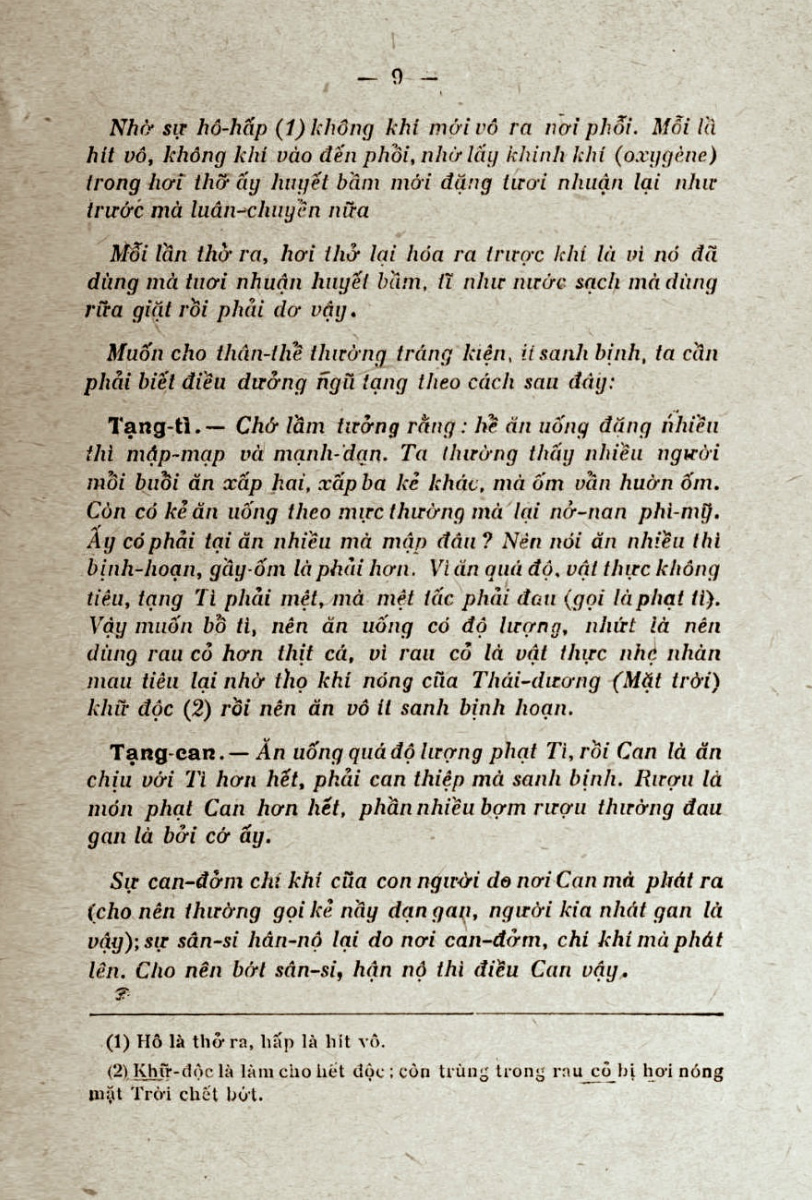 — 9 —
Nhờ sự hô-hấp (1) không khí mới vô ra nơi phổi. Mỗi lần
hít vô, không khí vào đến phổi, nhờ lấy khinh khí (oxygène)
trong hơi thỡ ấy huyết bầm mới đặng tươi nhuận lại như
trước mà luân-chuyển nữa
Mỗi lần thở ra, hơi thở lại hóa ra trược khí là vì nó đã
dùng mà tươi nhuận huyết bầm, tĩ như nước sạch mà dùng
rữa giặt rồi phải dơ vậy.
Muốn cho thân-thể thường tráng kiện, ít sanh bịnh, ta cần
phải biết điều dưởng ngũ tạng theo cách sau đây:
Tạng-tì. — Chớ lầm tưởng rằng : hể ăn uống đặng nhiều
thì mập-mạp và mạnh-dạn. Ta thường thấy nhiều người
mỗi buổi ăn xấp hai, xấp ba kẻ khác, mà ốm vẫn huờn ốm.
Còn có kẻ ăn uống theo mực thường mà lại nở-nan phì-mỹ.
Ấy có phải tại ăn nhiều mà mập đâu ? Nên nói ăn nhiều thì
bịnh-hoạn, gầy-ốm là phải hơn. Vì ăn quá độ, vật thực không
tiêu, tạng Tì phải mệt, mà mệt tắc phải đau (gọi là phạt tì).
Vậy muốn bổ tì, nên ăn uống có độ lượng, nhứt là nên
dùng rau cỏ hơn thịt cá, vì rau cỏ là vật thực nhẹ nhàn
mau tiêu lại nhờ thọ khí nóng cũa Thái-dương (Mặt trời)
khữ độc (2) rồi nên ăn vô ít sanh bịnh hoạn.
Tạng-can. — Ăn uống quá độ lượng phạt Tì, rồi Can là ăn
chịu với Tì hơn hết, phải can thiệp mà sanh bịnh. Rượu là
món phạt Can hơn hết, phần nhiều bợm rượu thường đau
gan là bởi cớ ấy.
Sự can-đởm chí khí cũa con người do nơi Can mà phát ra
(cho nên thường gọi kẻ nầy dạn gan, người kia nhát gan là
vậy); sự sân-si hân-nộ lại do nơi can-đởm, chí khí mà phát
lên. Cho nên bớt sân-si, hận nộ thì điều Can vậy.
(1) Hô là thở ra, hấp là hít vô.
(2) Khữ-độc là làm cho hết độc ; còn trùng trong rau cỏ bị hơi nóng
mặt Trời chết bớt.